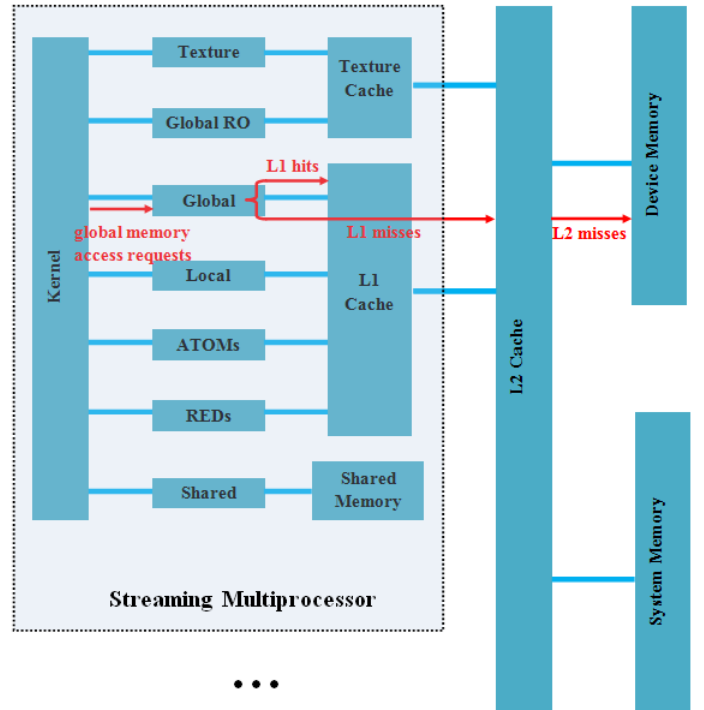 Texture
Texture
Cache
Global RO
L1 hits
Global
global memory
access requests
L1 misses
L2 misses
Kernel
Local
L1
Cache
ATOMs
REDs
Shared
Shared
Memory
Streaming Multiprocessor
L2 Cache
Device Memory
System Memory
...